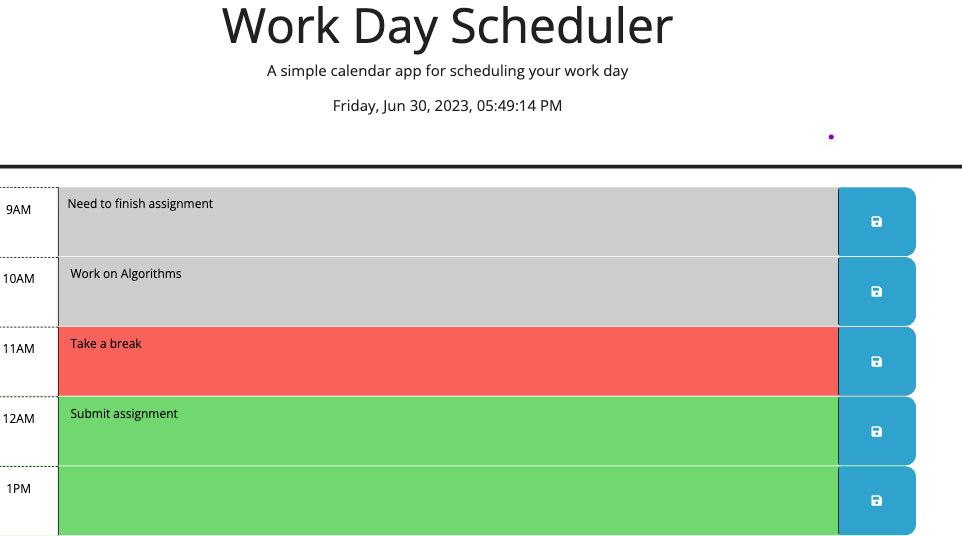 Work Day Scheduler
A simple calendar app for scheduling your work day
Friday, Jun 30, 2023, 05:49:14 PM
9AM
Need to finish assignment
10AM
Work on Algorithms
11AM
Take a break
12AM
Submit assignment
1PM